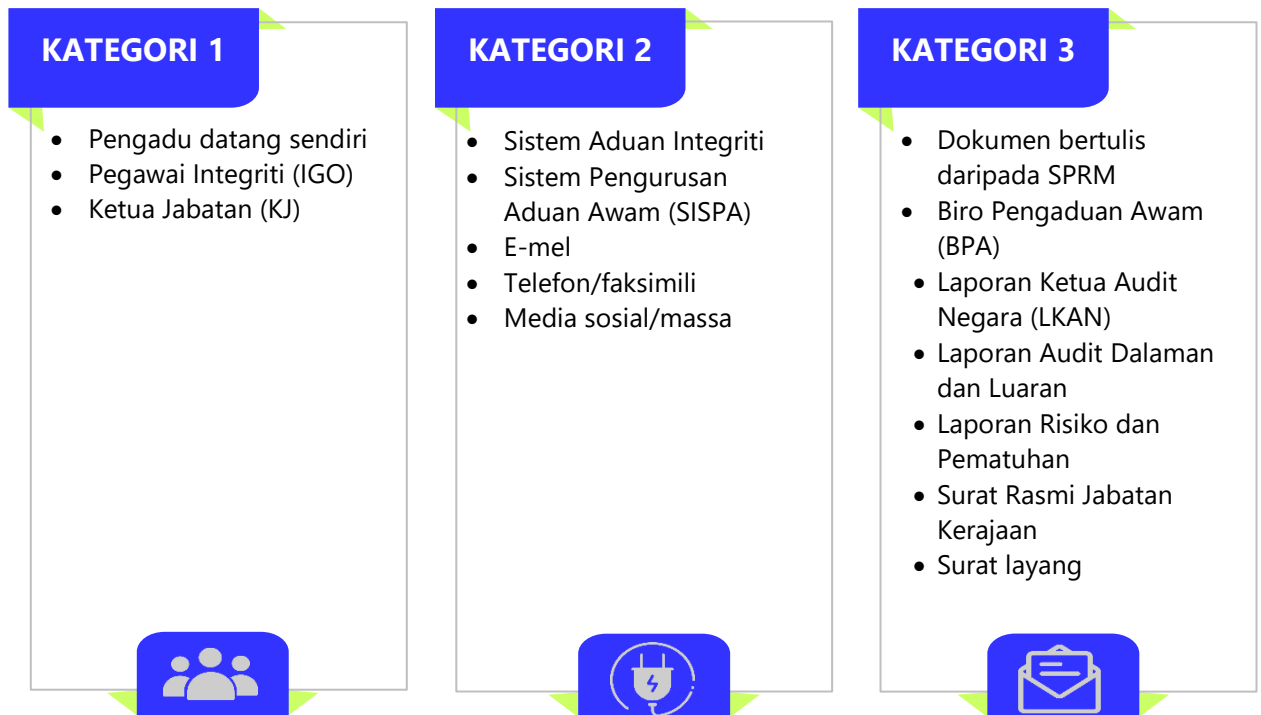 KATEGORI 1
• Pengadu datang sendiri
• Pegawai Integriti (IGO)
• Ketua Jabatan (KJ)
KATEGORI 2
• Sistem Aduan Integriti
• Sistem Pengurusan
Aduan Awam (SISPA)
• E-mel
• Telefon/faksimili
• Media sosial/massa
KATEGORI 3
• Dokumen bertulis
daripada SPRM
• Biro Pengaduan Awam
(BPA)
• Laporan Ketua Audit
Negara (LKAN)
• Laporan Audit Dalaman
dan Luaran
• Laporan Risiko dan
Pematuhan
• Surat Rasmi Jabatan
Kerajaan
• Surat layang